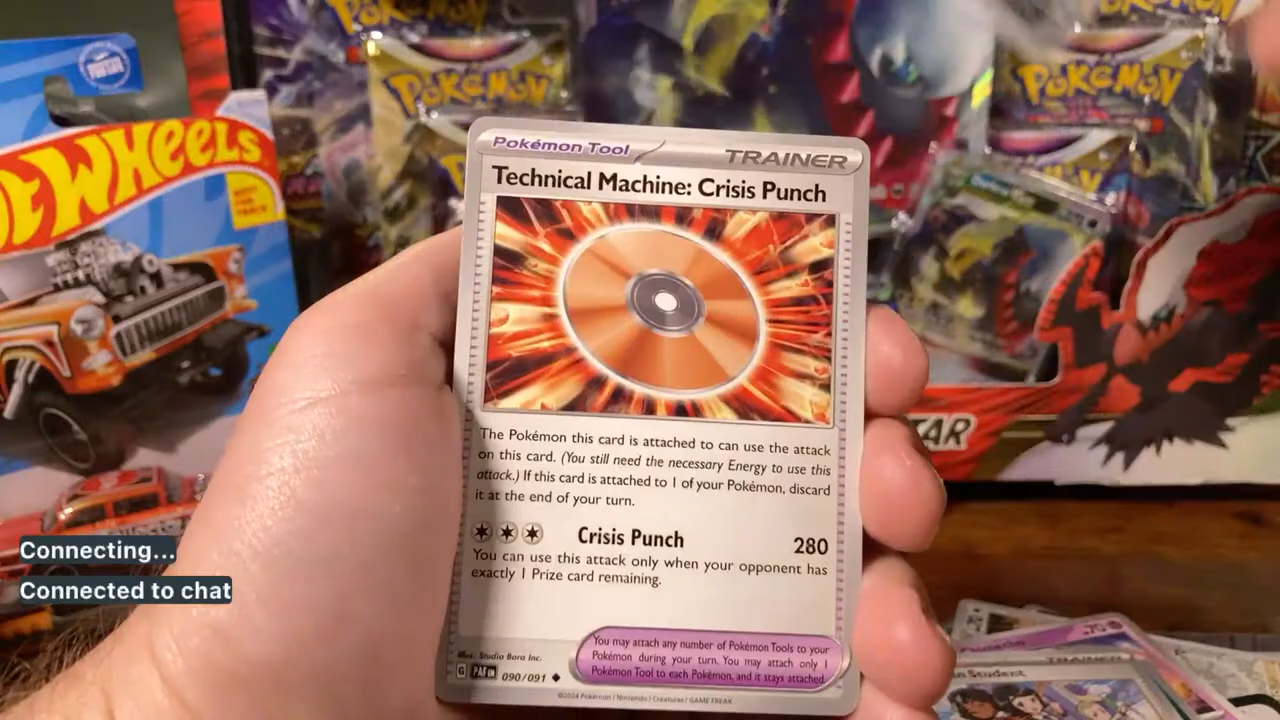 POKÉMON
POKÉMON
POKÉMON
POKÉMON
HOT WHEELS
Pokémon Tool
TRAINER
Technical Machine: Crisis Punch
The Pokémon this card is attached to can use the attack
on this card. (You still need the necessary Energy to use this
attack.) If this card is attached to 1 of your Pokémon, discard
it at the end of your turn.
Crisis Punch
280
You can use this attack only when your opponent has
exactly 1 Prize card remaining.
You may attach any number of Pokémon Tools to your
Pokémon during your turn. You may attach only 1
Pokémon Tool to each Pokémon, and it stays attached.
Illus. Studio Bora Inc.
G PAF EN 090/091
©2024 Pokémon / Nintendo / Creatures / GAME FREAK
Connecting...
Connected to chat
TRAINER
Student